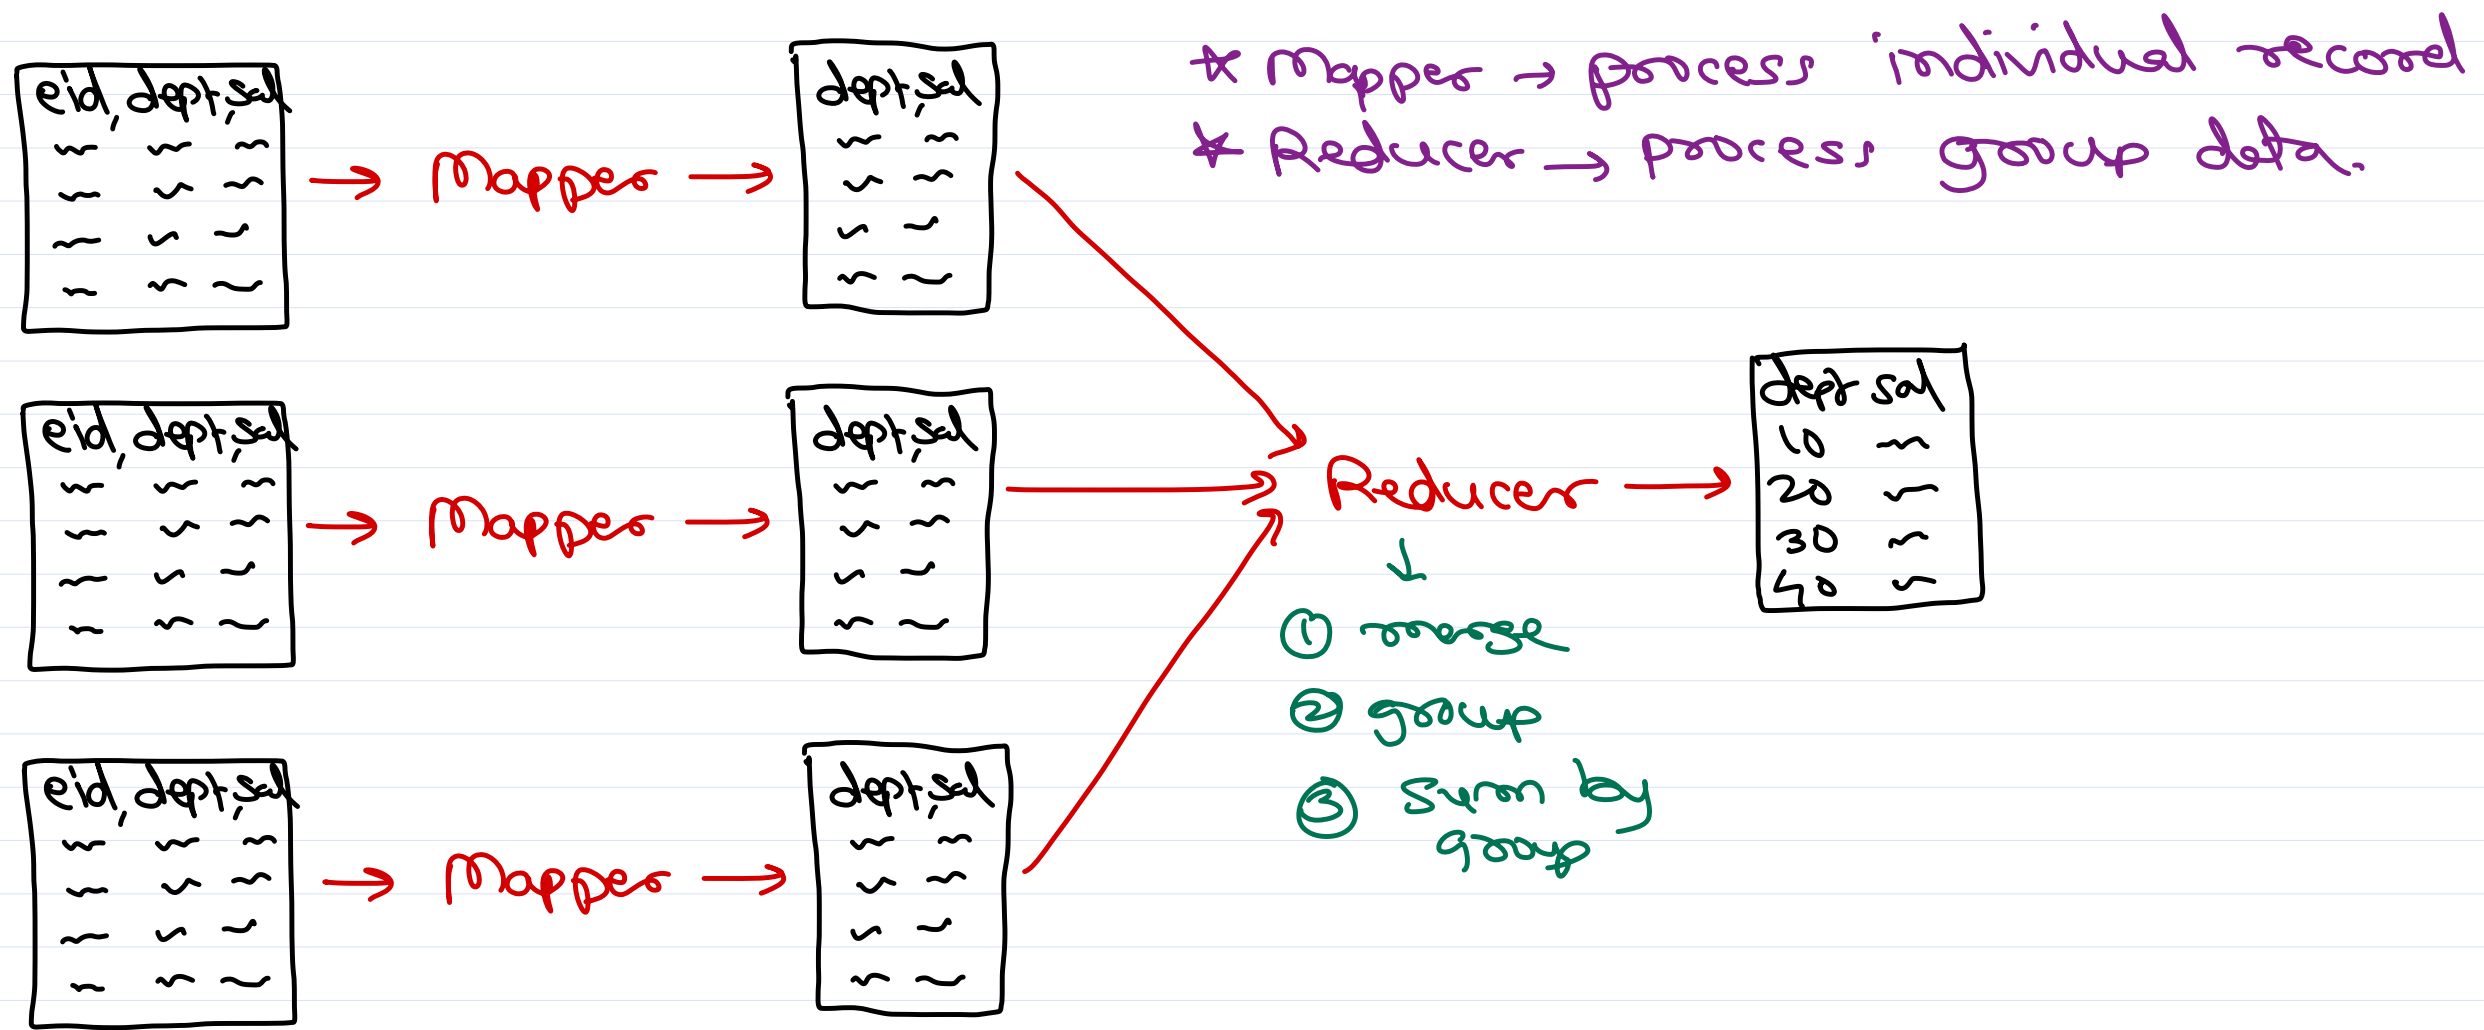 * Mapper → process individual record
* Reducer → process group data.
eid, dept, sal
→ Mapper →
dept, sal
eid, dept, sal
→ Mapper →
dept, sal
eid, dept, sal
→ Mapper →
dept, sal
Reducer →
↓
① merge
② group
③ sum by
group
dept sal
10
20
30
40